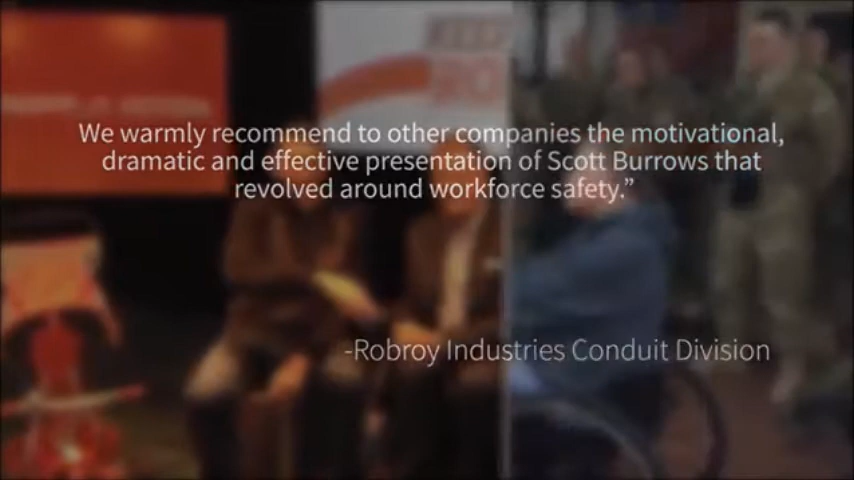 We warmly recommend to other companies the motivational,
dramatic and effective presentation of Scott Burrows that
revolved around workforce safety.”
-Robroy Industries Conduit Division